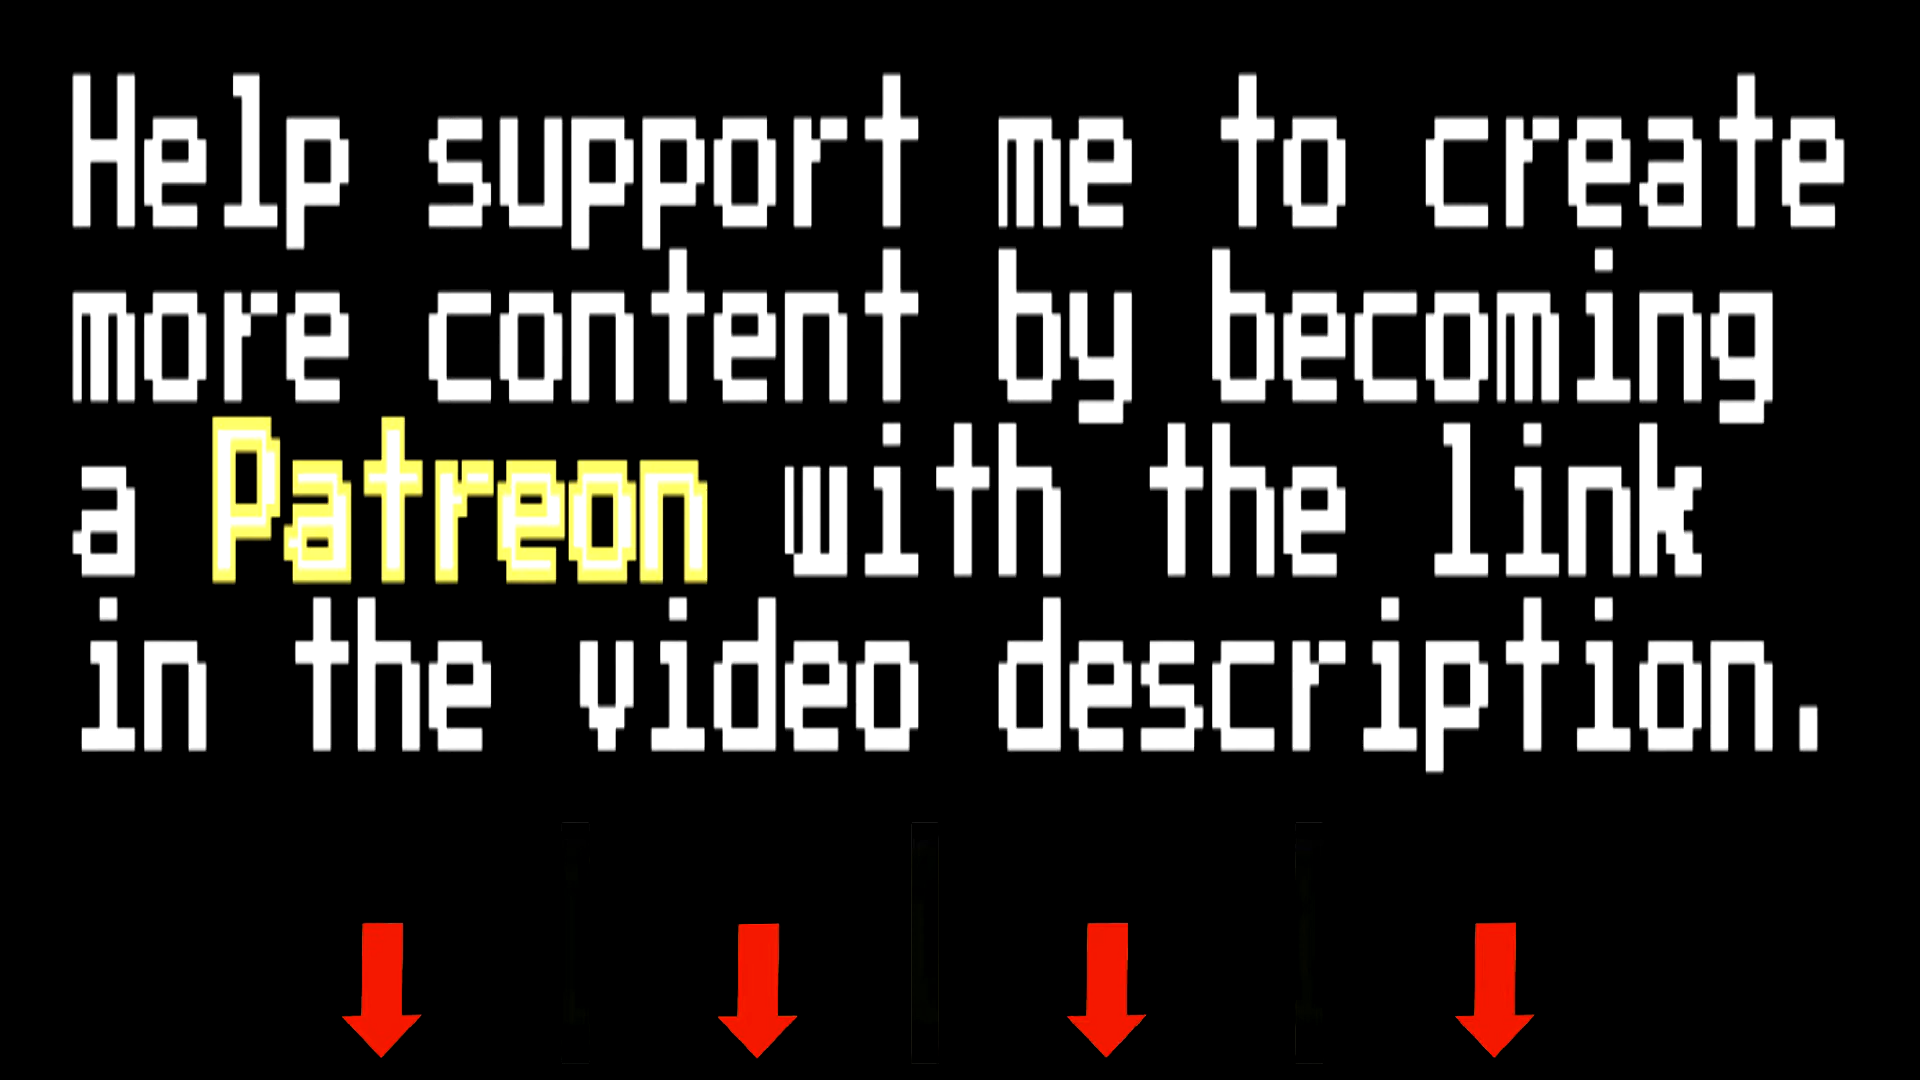 Help support me to create
more content by becoming
a Patreon with the link
in the video description.